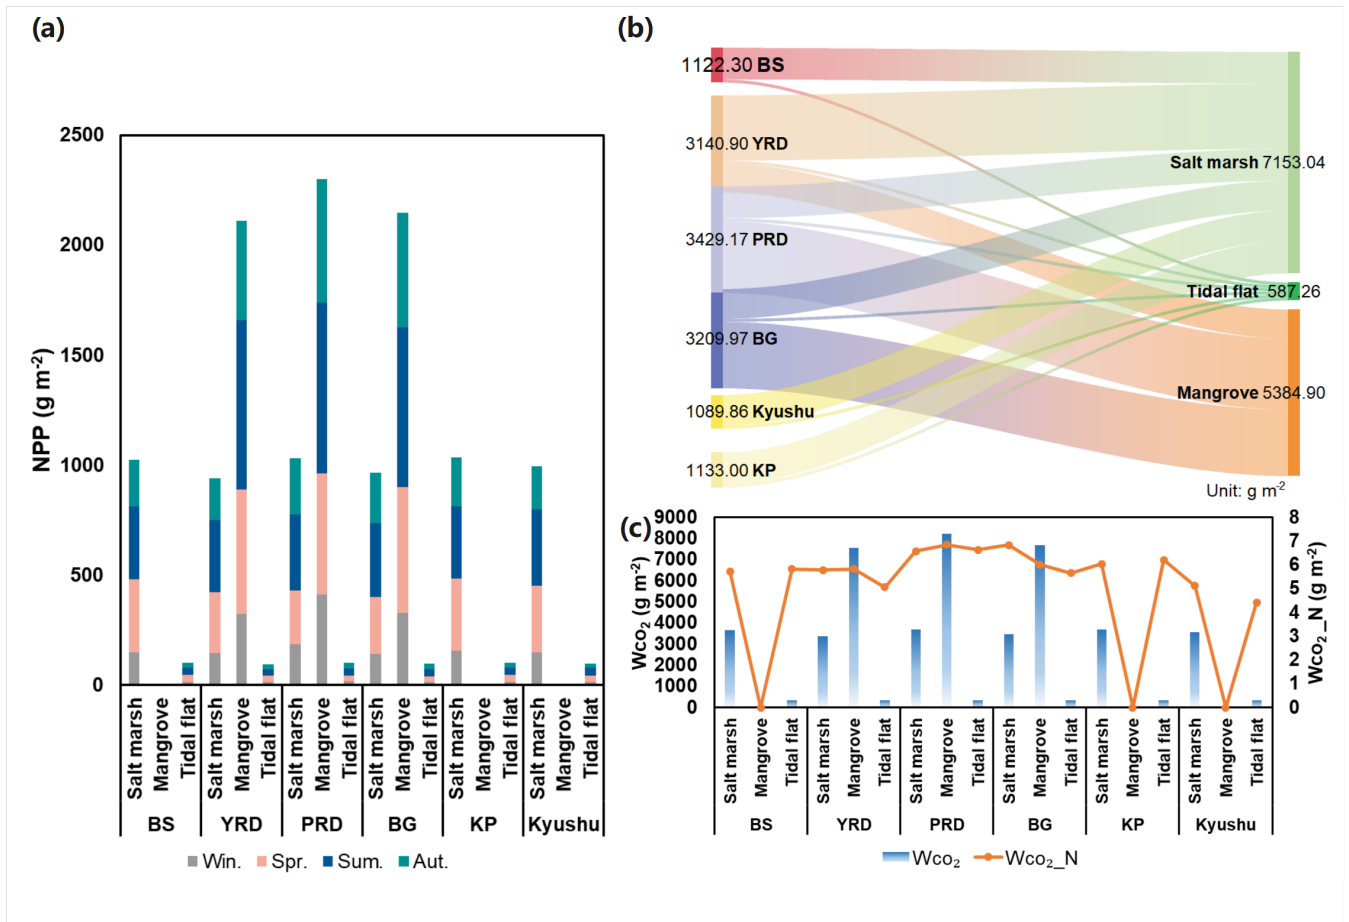 (a)
2500
2000
1500
1000
500
0
NPP (g m-2)
Salt marsh
Mangrove
Tidal flat
Salt marsh
Mangrove
Tidal flat
Salt marsh
Mangrove
Tidal flat
Salt marsh
Mangrove
Tidal flat
Salt marsh
Mangrove
Tidal flat
Salt marsh
Mangrove
Tidal flat
BS YRD PRD BG KP Kyushu
Win. Spr. Sum. Aut.
(b)
1122.30 BS
3140.90 YRD
3429.17 PRD
3209.97 BG
1089.86 Kyushu
1133.00 KP
Salt marsh 7153.04
Tidal flat 587.26
Mangrove 5384.90
Unit: g m-2
(c)
9000
8000
7000
6000
5000
4000
3000
2000
1000
0
Wco₂ (g m-2)
8
7
6
5
4
3
2
1
0
Wco₂_N (g m-2)
Salt marsh
Mangrove
Tidal flat
Salt marsh
Mangrove
Tidal flat
Salt marsh
Mangrove
Tidal flat
Salt marsh
Mangrove
Tidal flat
Salt marsh
Mangrove
Tidal flat
Salt marsh
Mangrove
Tidal flat
BS YRD PRD BG KP Kyushu
Wco₂ Wco₂_N